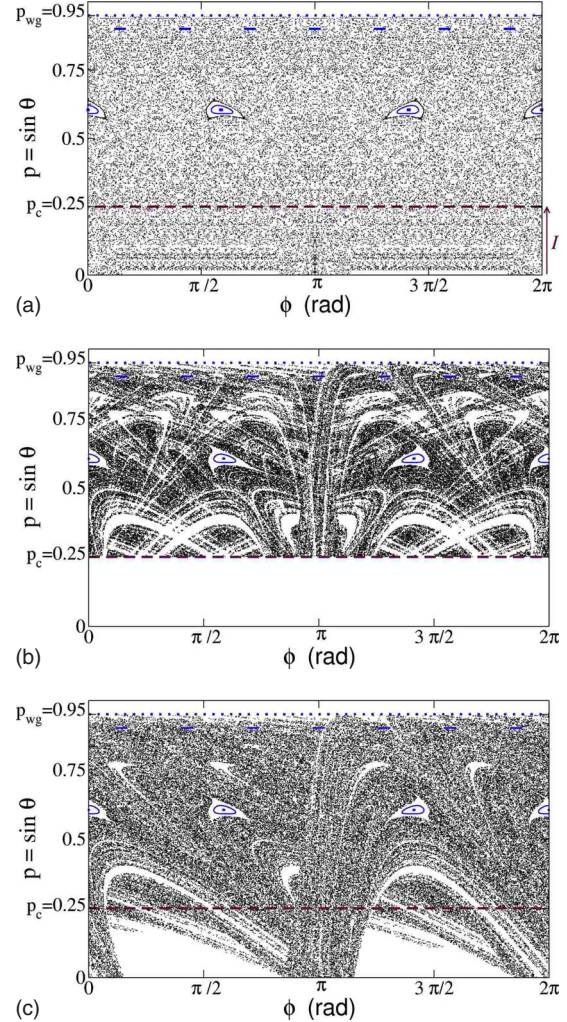 p_wg=0.95
0.75
p = sin θ
0.5
p_c=0.25
I
0
0 π/2 π 3 π/2 2π
(a) ϕ (rad)
p_wg=0.95
0.75
p = sin θ
0.5
p_c=0.25
0
0 π/2 π 3 π/2 2π
(b) ϕ (rad)
p_wg=0.95
0.75
p = sin θ
0.5
p_c=0.25
0
0 π/2 π 3 π/2 2π
(c) ϕ (rad)